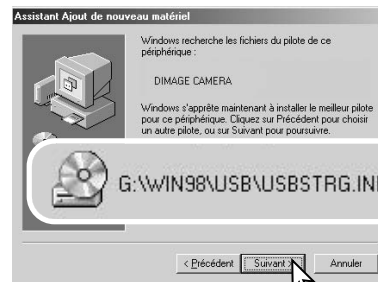 Assistant Ajout de nouveau matériel
Windows recherche les fichiers du pilote de ce
périphérique :
DIMAGE CAMERA
Windows s'apprête maintenant à installer le meilleur pilote
pour ce périphérique. Cliquez sur Précédent pour choisir
un autre pilote, ou sur Suivant pour poursuivre.
G:\WIN98\USB\USBSTRG.IN
< Précédent
Suivant >
Annuler